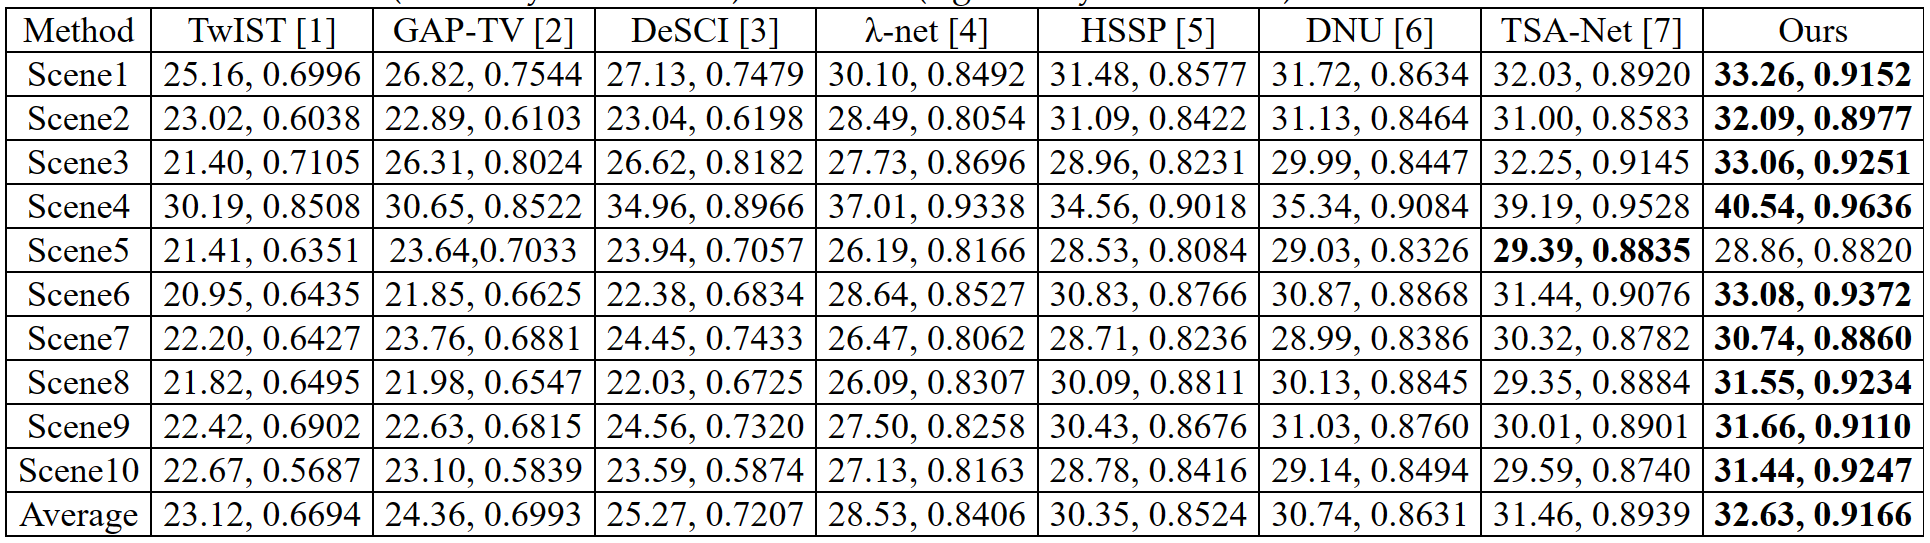 Method TwIST [1] GAP-TV [2] DeSCI [3] λ-net [4] HSSP [5] DNU [6] TSA-Net [7] Ours
Scene1 25.16, 0.6996 26.82, 0.7544 27.13, 0.7479 30.10, 0.8492 31.48, 0.8577 31.72, 0.8634 32.03, 0.8920 33.26, 0.9152
Scene2 23.02, 0.6038 22.89, 0.6103 23.04, 0.6198 28.49, 0.8054 31.09, 0.8422 31.13, 0.8464 31.00, 0.8583 32.09, 0.8977
Scene3 21.40, 0.7105 26.31, 0.8024 26.62, 0.8182 27.73, 0.8696 28.96, 0.8231 29.99, 0.8447 32.25, 0.9145 33.06, 0.9251
Scene4 30.19, 0.8508 30.65, 0.8522 34.96, 0.8966 37.01, 0.9338 34.56, 0.9018 35.34, 0.9084 39.19, 0.9528 40.54, 0.9636
Scene5 21.41, 0.6351 23.64,0.7033 23.94, 0.7057 26.19, 0.8166 28.53, 0.8084 29.03, 0.8326 29.39, 0.8835 28.86, 0.8820
Scene6 20.95, 0.6435 21.85, 0.6625 22.38, 0.6834 28.64, 0.8527 30.83, 0.8766 30.87, 0.8868 31.44, 0.9076 33.08, 0.9372
Scene7 22.20, 0.6427 23.76, 0.6881 24.45, 0.7433 26.47, 0.8062 28.71, 0.8236 28.99, 0.8386 30.32, 0.8782 30.74, 0.8860
Scene8 21.82, 0.6495 21.98, 0.6547 22.03, 0.6725 26.09, 0.8307 30.09, 0.8811 30.13, 0.8845 29.35, 0.8884 31.55, 0.9234
Scene9 22.42, 0.6902 22.63, 0.6815 24.56, 0.7320 27.50, 0.8258 30.43, 0.8676 31.03, 0.8760 30.01, 0.8901 31.66, 0.9110
Scene10 22.67, 0.5687 23.10, 0.5839 23.59, 0.5874 27.13, 0.8163 28.78, 0.8416 29.14, 0.8494 29.59, 0.8740 31.44, 0.9247
Average 23.12, 0.6694 24.36, 0.6993 25.27, 0.7207 28.53, 0.8406 30.35, 0.8524 30.74, 0.8631 31.46, 0.8939 32.63, 0.9166